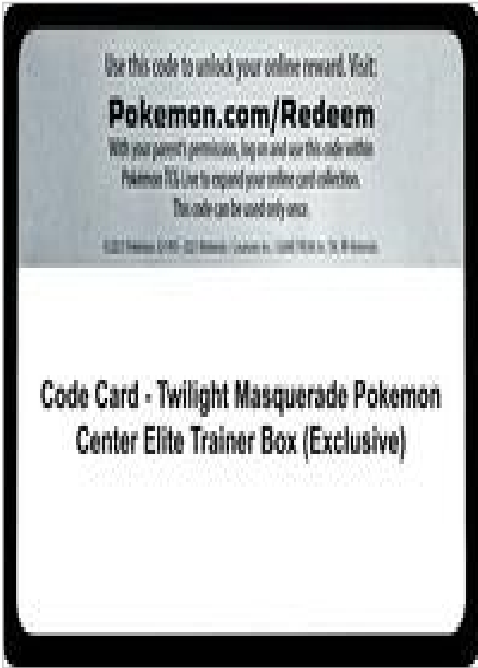 Use this code to unlock your online reward. Visit:
Pokemon.com/Redeem
With your parent's permission, log on and use this code within
Pokémon TCG Live to expand your online card collection.
This code can be used only once.
Code Card - Twilight Masquerade Pokemon
Center Elite Trainer Box (Exclusive)